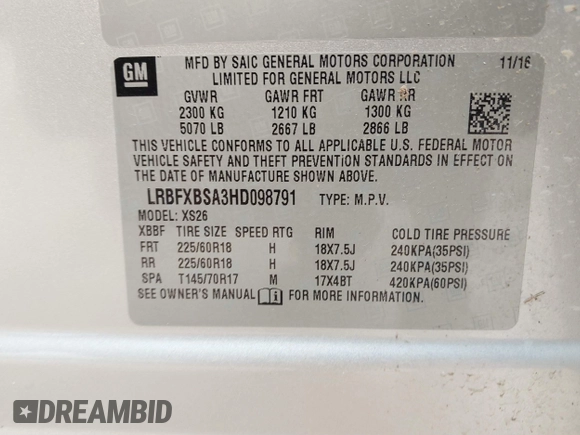 GM
MFD BY SAIC GENERAL MOTORS CORPORATION 11/16
LIMITED FOR GENERAL MOTORS LLC
GVWR GAWR FRT GAWR RR
2300 KG 1210 KG 1300 KG
5070 LB 2667 LB 2866 LB
THIS VEHICLE CONFORMS TO ALL APPLICABLE U.S. FEDERAL MOTOR
VEHICLE SAFETY AND THEFT PREVENTION STANDARDS IN EFFECT ON
THE DATE OF MANUFACTURE SHOWN ABOVE.
LRBFXBSA3HD098791 TYPE: M.P.V.
MODEL: XS26
XBBF TIRE SIZE SPEED RTG RIM COLD TIRE PRESSURE
FRT 225/60R18 H 18X7.5J 240KPA(35PSI)
RR 225/60R18 H 18X7.5J 240KPA(35PSI)
SPA T145/70R17 M 17X4BT 420KPA(60PSI)
SEE OWNER'S MANUAL FOR MORE INFORMATION.
DREAMBID